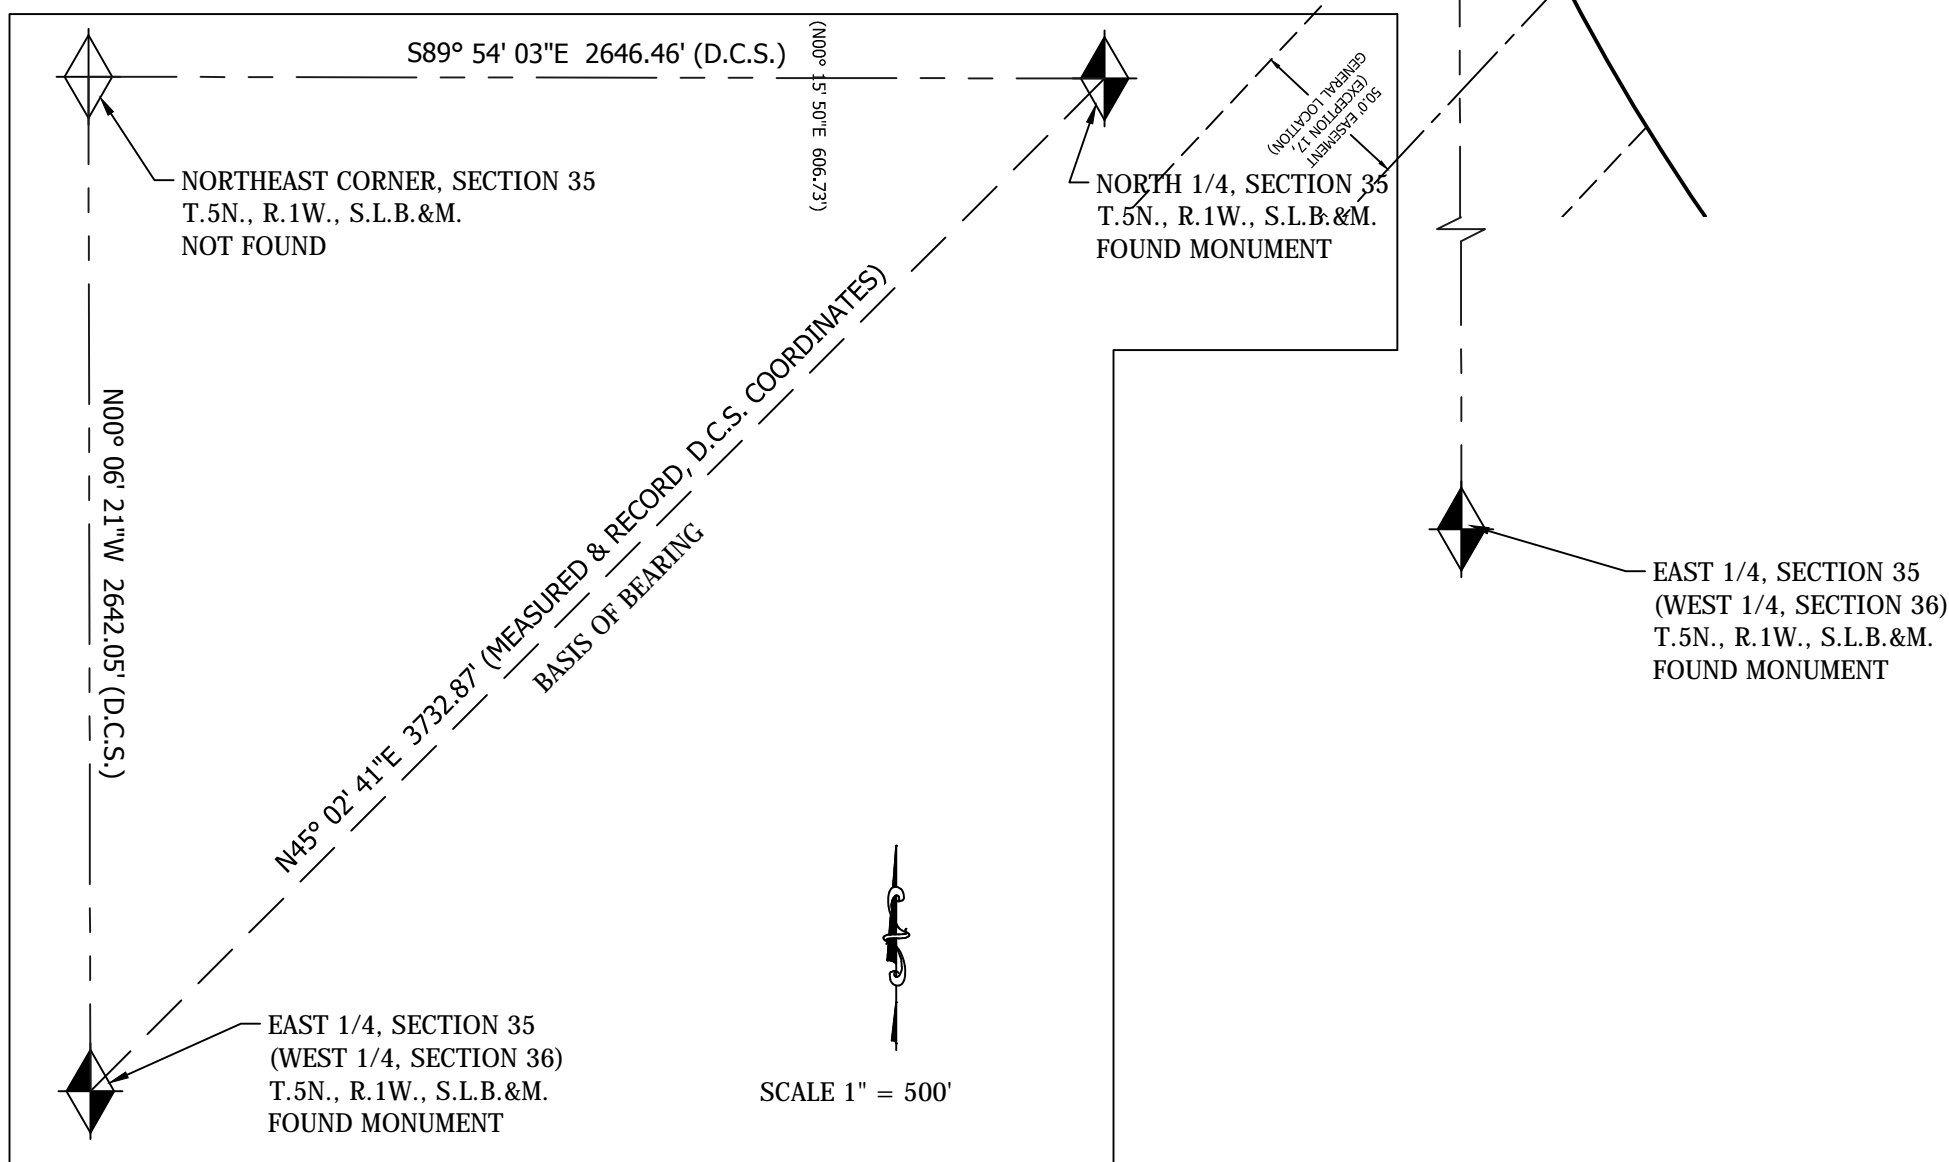 S89° 54' 03"E 2646.46' (D.C.S.)
(N00° 15' 50"E 606.73')
50.0' EASEMENT
(EXCEPTION 17,
GENERAL LOCATION)
NORTHEAST CORNER, SECTION 35
T.5N., R.1W., S.L.B.&M.
NOT FOUND
NORTH 1/4, SECTION 35
T.5N., R.1W., S.L.B.&M.
FOUND MONUMENT
N00° 06' 21"W 2642.05' (D.C.S.)
N45° 02' 41"E 3732.87' (MEASURED & RECORD, D.C.S. COORDINATES)
BASIS OF BEARING
EAST 1/4, SECTION 35
(WEST 1/4, SECTION 36)
T.5N., R.1W., S.L.B.&M.
FOUND MONUMENT
EAST 1/4, SECTION 35
(WEST 1/4, SECTION 36)
T.5N., R.1W., S.L.B.&M.
FOUND MONUMENT
SCALE 1" = 500'